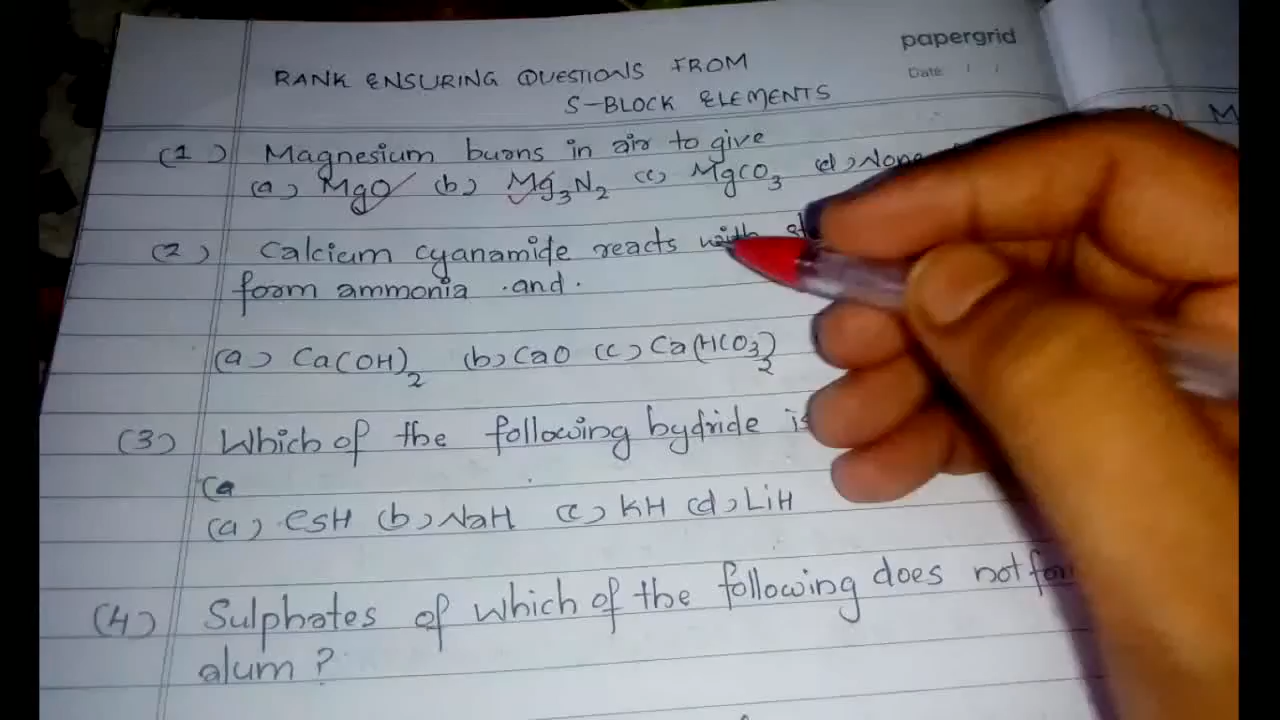 papergrid
Date: / /
RANK ENSURING QUESTIONS FROM
S-BLOCK ELEMENTS
(1) Magnesium burns in air to give
(a) MgO (b) Mg₃N₂ (c) MgCO₃ (d) None
(2) Calcium cyanamide reacts with
form ammonia .and.
(a) Ca(OH)₂ (b) CaO (c) Ca(HCO₃)₂
(3) Which of the following hydride is
(a
(a) CsH (b) NaH (c) KH (d) LiH
(4) Sulphates of which of the following does not
alum?